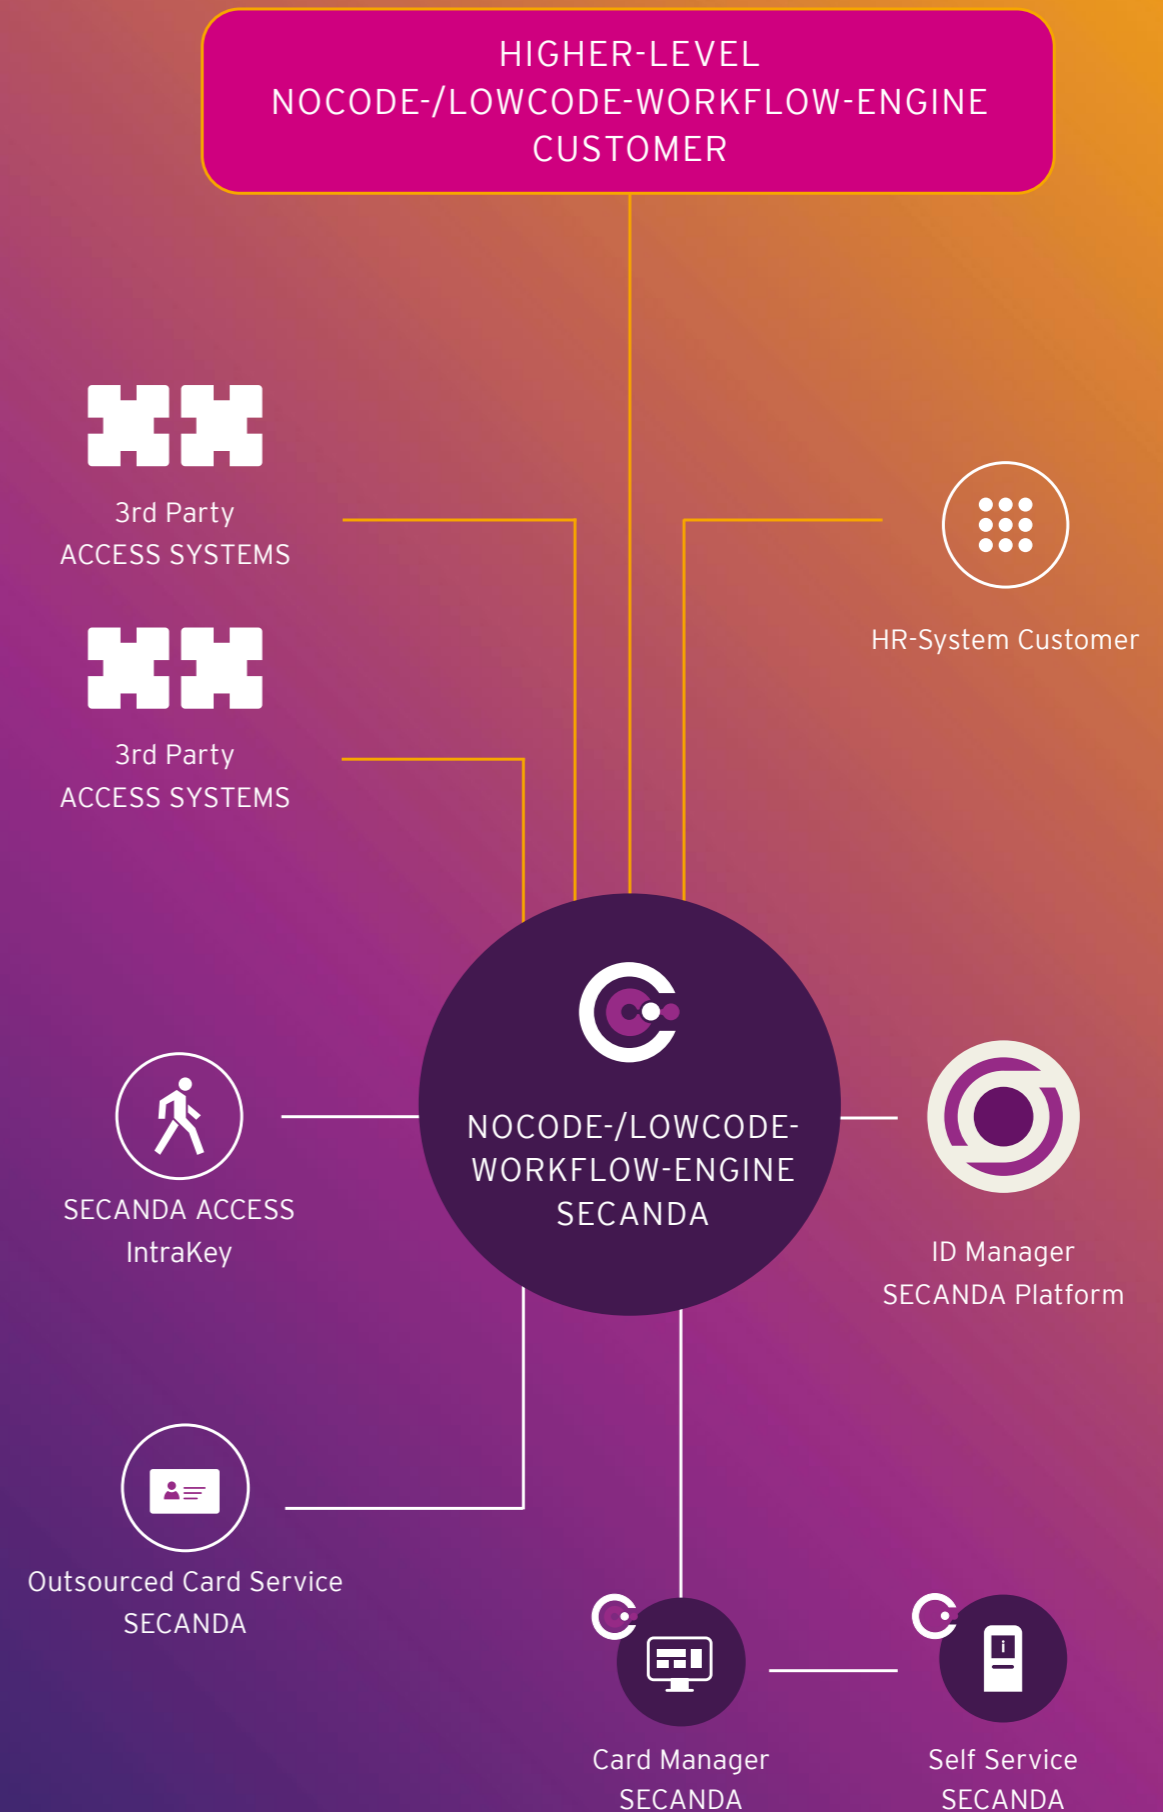 HIGHER-LEVEL
NOCODE-/LOWCODE-WORKFLOW-ENGINE
CUSTOMER
3rd Party
ACCESS SYSTEMS
HR-System Customer
3rd Party
ACCESS SYSTEMS
NOCODE-/LOWCODE-
WORKFLOW-ENGINE
SECANDA
SECANDA ACCESS
IntraKey
ID Manager
SECANDA Platform
Outsourced Card Service
SECANDA
i
Card Manager
SECANDA
Self Service
SECANDA